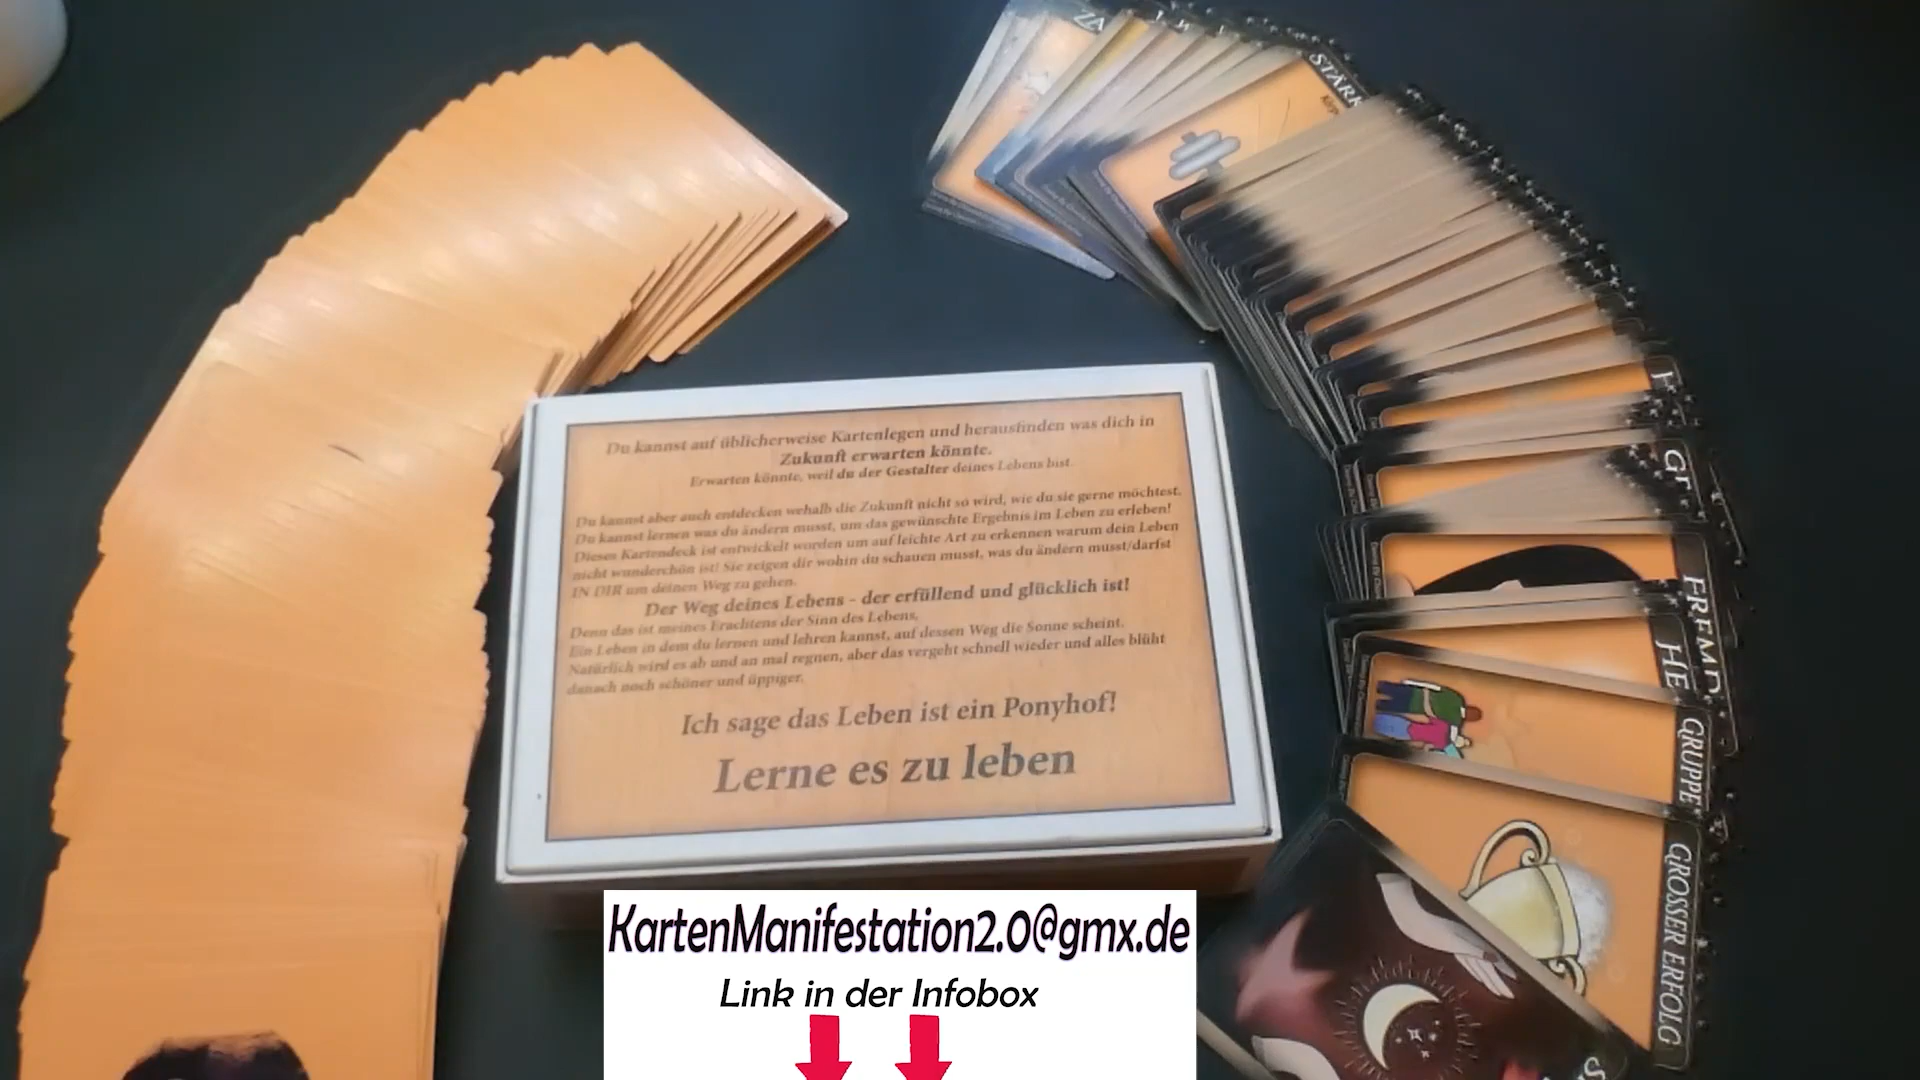 STÄRK
Du kannst auf üblicherweise Kartenlegen und herausfinden was dich in
Zukunft erwarten könnte.
Erwarten könnte, weil du der Gestalter deines Lebens bist.
Du kannst aber auch entdecken wehalb die Zukunft nicht so wird, wie du sie gerne möchtest.
Du kannst lernen was du ändern musst, um das gewünschte Ergebnis im Leben zu erleben!
Dieses Kartendeck ist entwickelt worden um auf leichte Art zu erkennen warum dein Leben
nicht wunderschön ist! Sie zeigen dir wohin du schauen musst, was du ändern musst/darfst
IN DIR um deinen Weg zu gehen.
Der Weg deines Lebens - der erfüllend und glücklich ist!
Denn das ist meines Erachtens der Sinn des Lebens.
Ein Leben in dem du lernen und lehren kannst, auf dessen Weg die Sonne scheint.
Natürlich wird es ab und an mal regnen, aber das vergeht schnell wieder und alles blüht
danach noch schöner und üppiger.
Ich sage das Leben ist ein Ponyhof!
Lerne es zu leben
FREMD
HE
GRUPPE
GROSSER ERFOLG
KartenManifestation2.0@gmx.de
Link in der Infobox